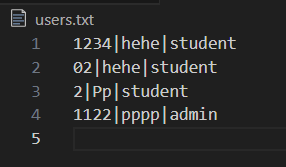 users.txt
1 1234|hehe|student
2 02|hehe|student
3 2|Pp|student
4 1122|pppp|admin
5